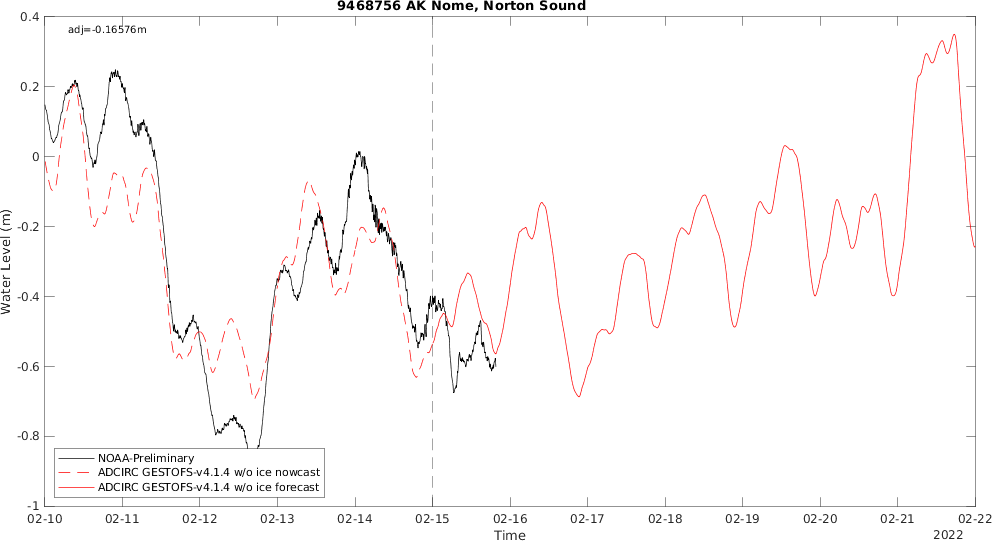 9468756 AK Nome, Norton Sound
adj=-0.16576m
0.4
0.2
0
-0.2
-0.4
-0.6
-0.8
-1
Water Level (m)
NOAA-Preliminary
ADCIRC GESTOFS-v4.1.4 w/o ice nowcast
ADCIRC GESTOFS-v4.1.4 w/o ice forecast
02-10 02-11 02-12 02-13 02-14 02-15 02-16 02-17 02-18 02-19 02-20 02-21 02-22
Time
2022